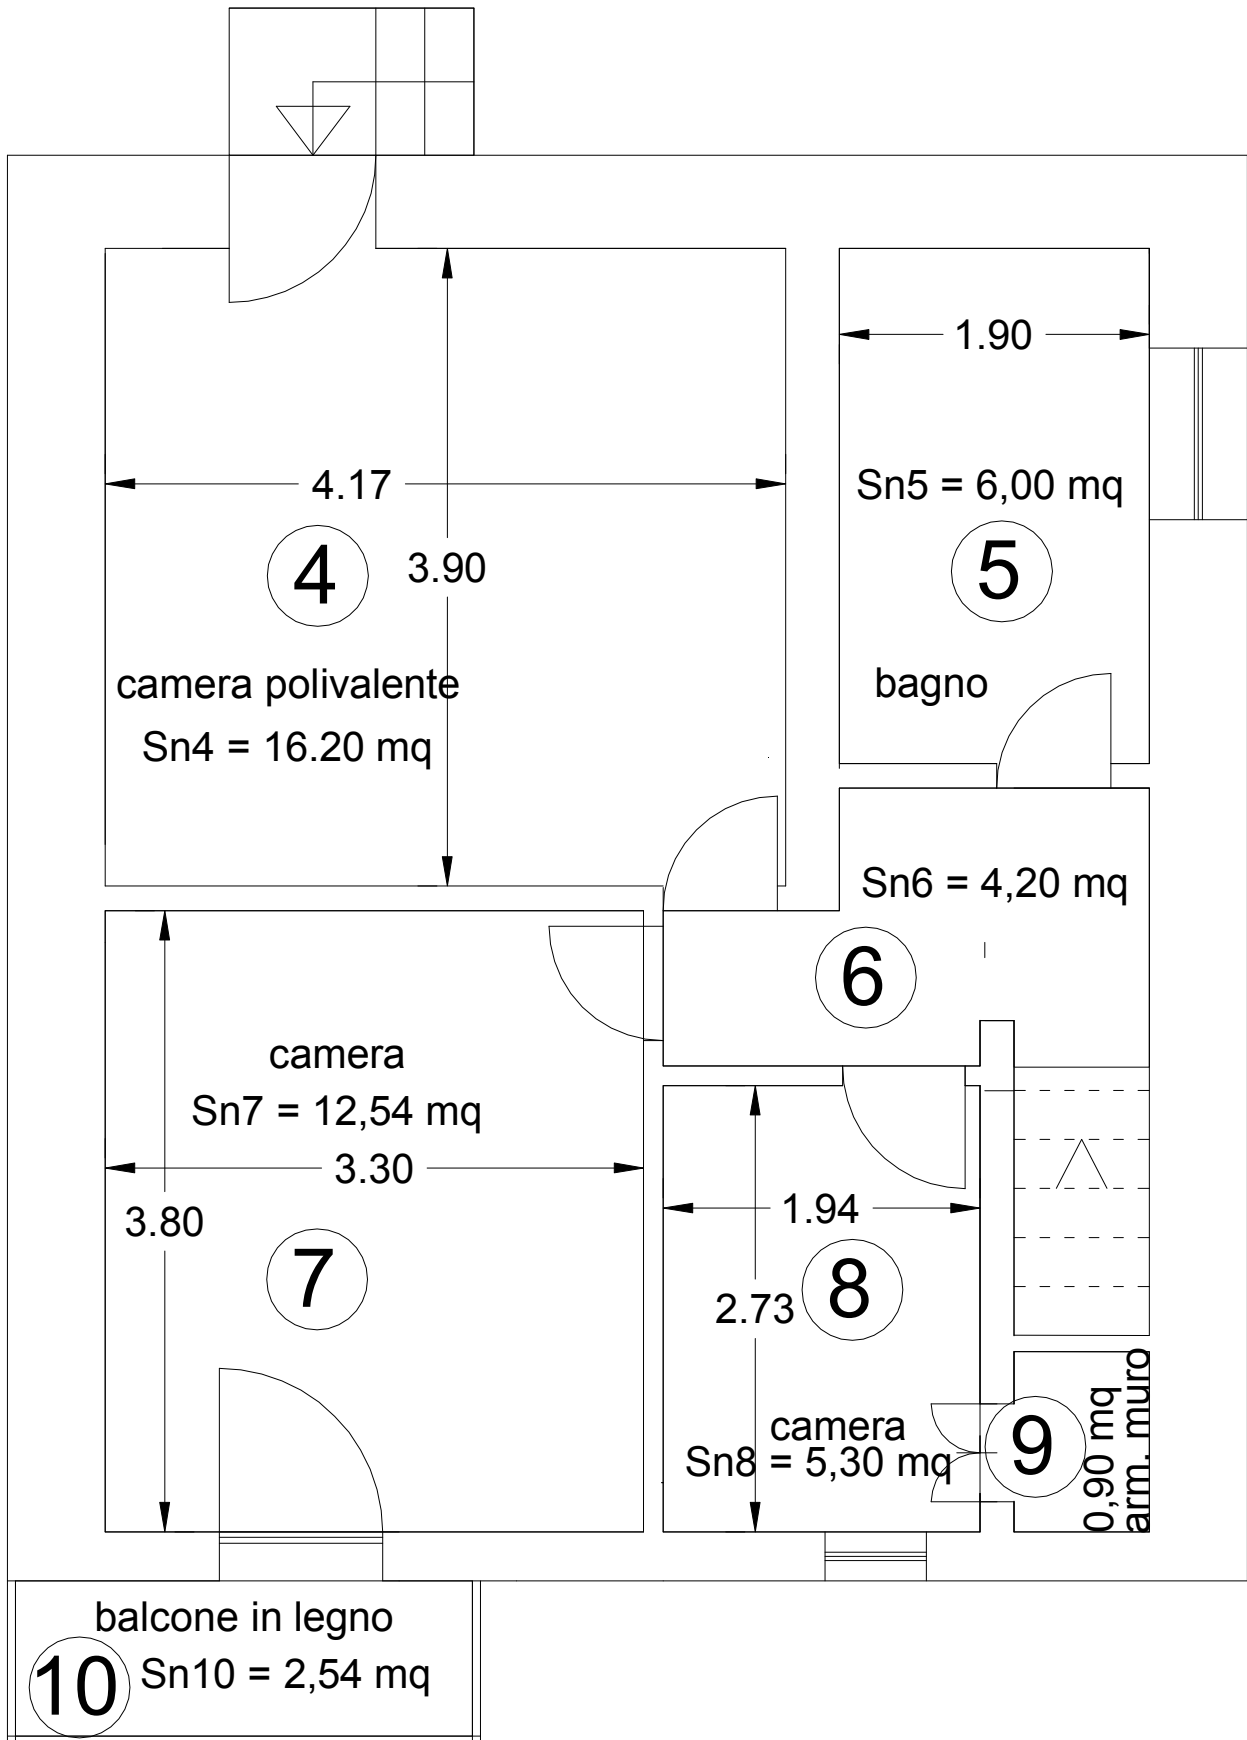 1.90
4.17
Sn5 = 6,00 mq
4
3.90
5
camera polivalente
bagno
Sn4 = 16.20 mq
Sn6 = 4,20 mq
6
camera
Sn7 = 12,54 mq
3.30
3.80
7
1.94
8
2.73
camera
Sn8 = 5,30 mq
9
0,90 mq
arm. muro
balcone in legno
10
Sn10 = 2,54 mq